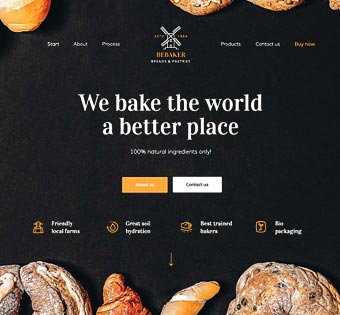 Start About Process
ESTD 1994
BEBAKER
BREADS & PASTRIES
Products Contact us Buy now
We bake the world
a better place
100% natural ingredients only!
About us Contact us
Friendly
local farms
Great soil
hydration
Best trained
bakers
Bio
packaging